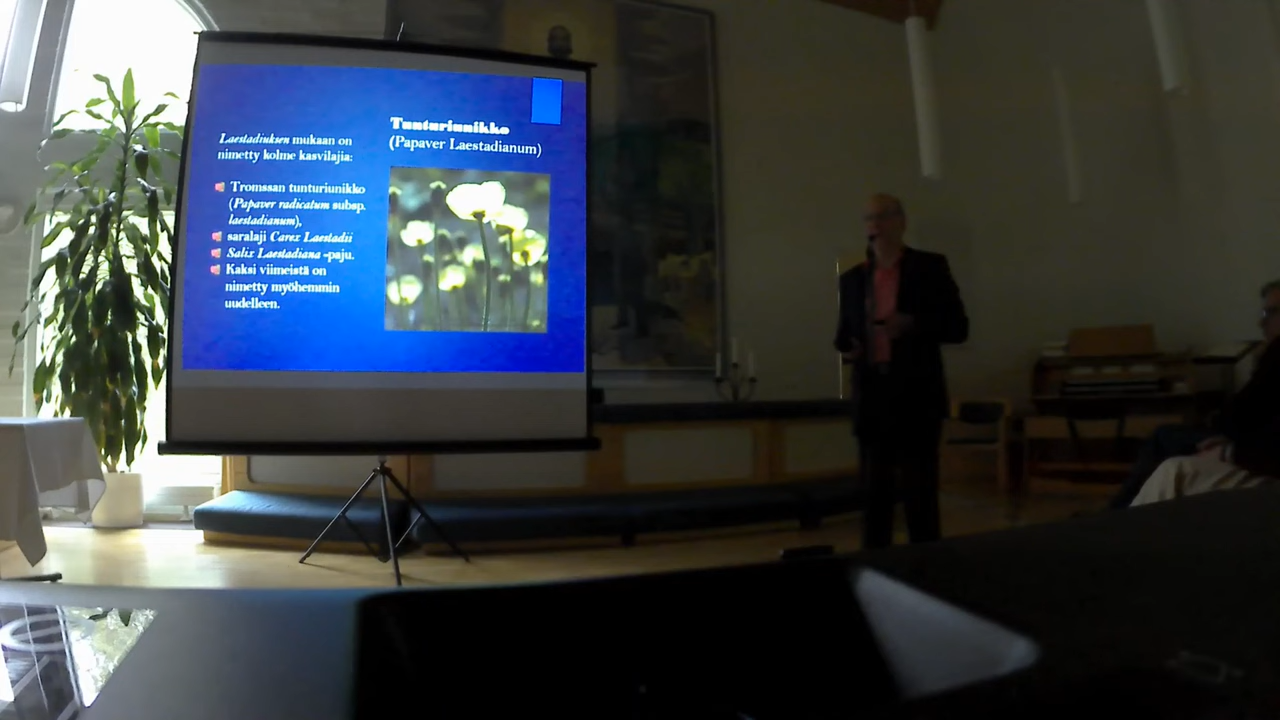 Laestadiuksen mukaan on
nimetty kolme kasvilajia:
Tromssan tunturiunikko
(Papaver radicatum subsp.
laestadianum),
saralaji Carex Laestadii
Salix Laestadiana -paju.
Kaksi viimeistä on
nimetty myöhemmin
uudelleen.
Tunturiunikko
(Papaver Laestadianum)